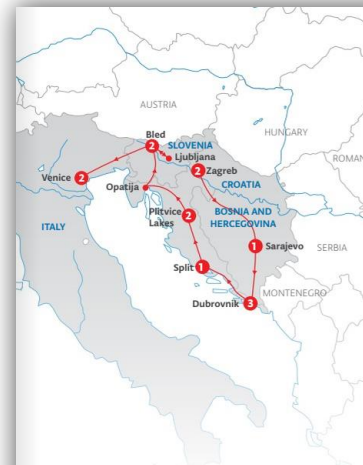 AUSTRIA
HUNGARY
Bled
2
SLOVENIA
Ljubljana
ROMAN
Venice 2
2 Zagreb
Opatija
CROATIA
Plitvice
Lakes
2
BOSNIA AND
HERCEGOVINA
ITALY
1 Sarajevo
SERBIA
Split 1
MONTENEGRO
Dubrovnik 3